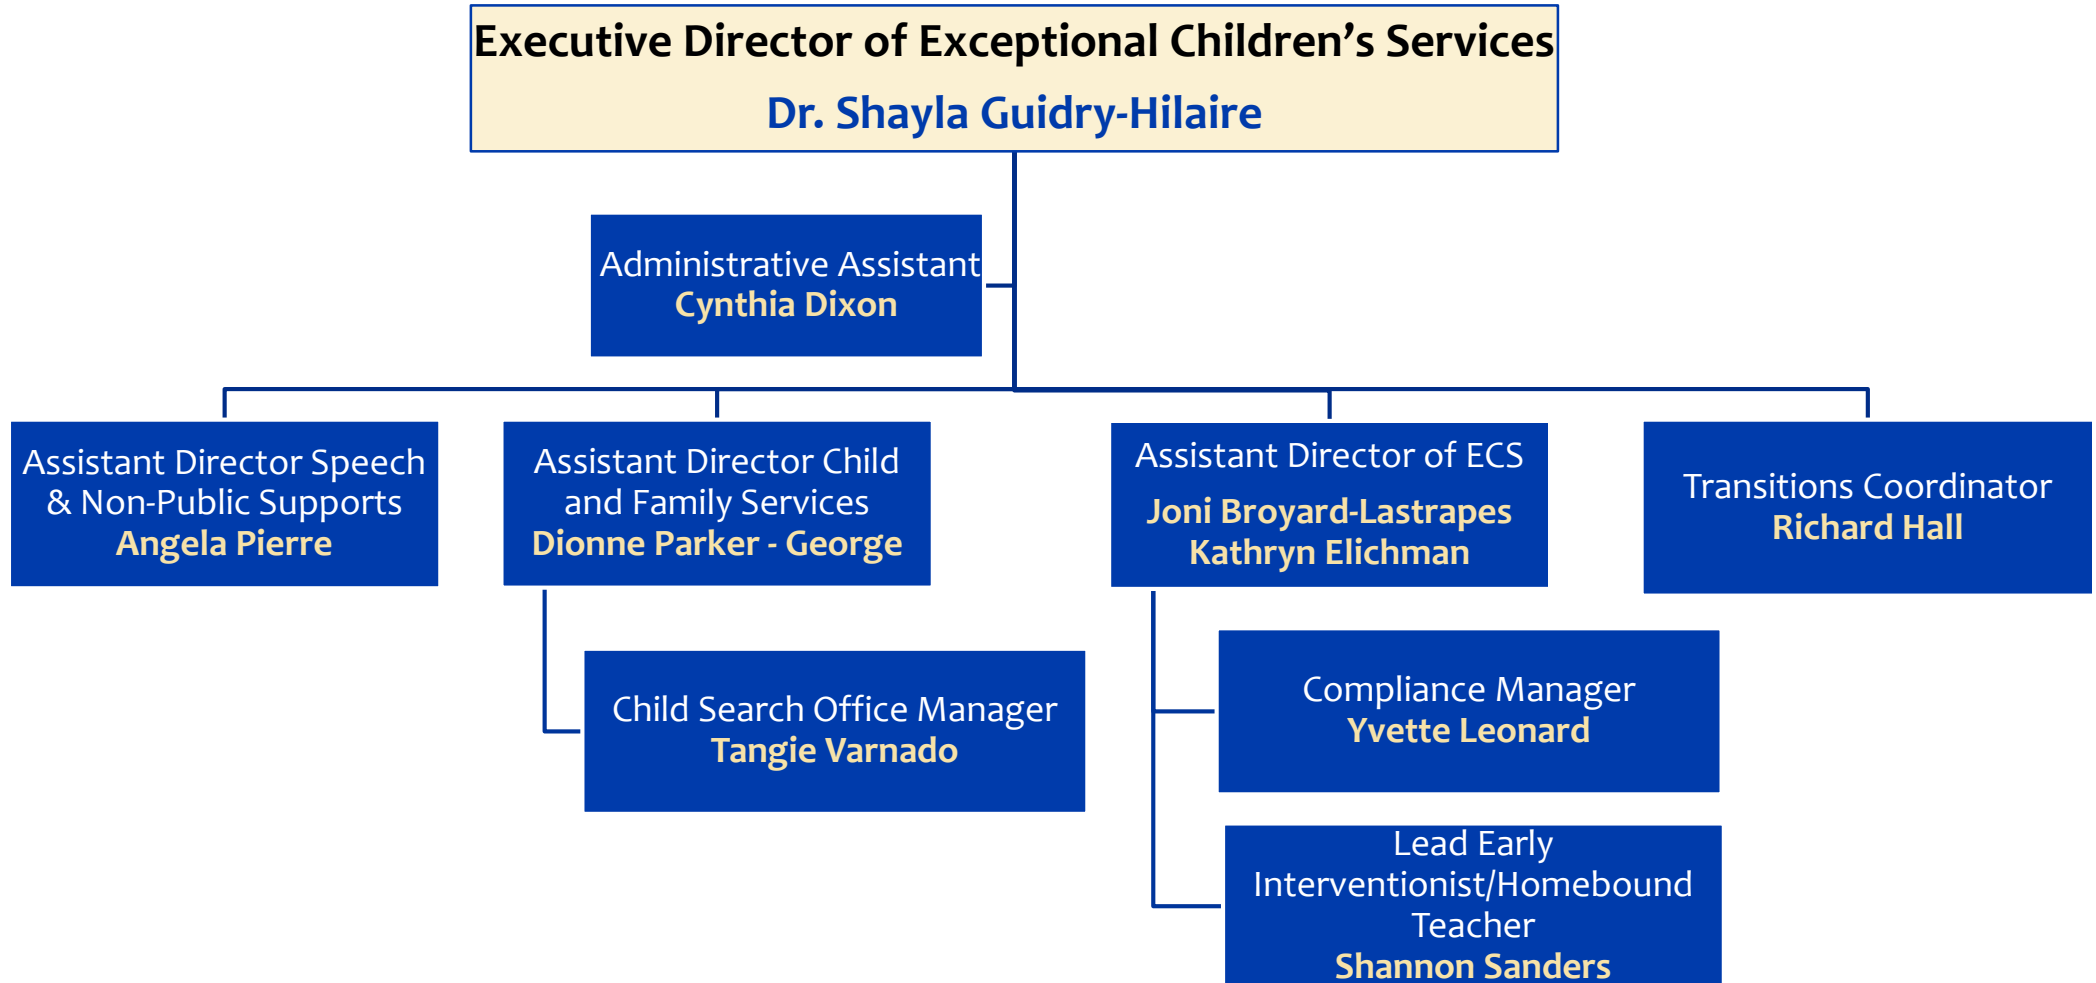 Executive Director of Exceptional Children’s Services
Dr. Shayla Guidry-Hilaire
Administrative Assistant
Cynthia Dixon
Assistant Director Speech
& Non-Public Supports
Angela Pierre
Assistant Director Child
and Family Services
Dionne Parker - George
Assistant Director of ECS
Joni Broyard-Lastrapes
Kathryn Elichman
Transitions Coordinator
Richard Hall
Child Search Office Manager
Tangie Varnado
Compliance Manager
Yvette Leonard
Lead Early
Interventionist/Homebound
Teacher
Shannon Sanders